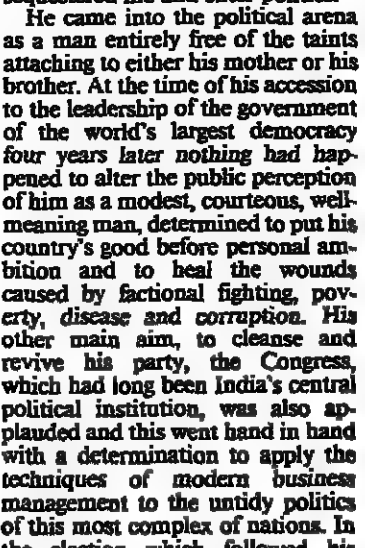 He came into the political arena
as a man entirely free of the taints
attaching to either his mother or his
brother. At the time of his accession
to the leadership of the government
of the world's largest democracy
four years later nothing had hap-
pened to alter the public perception
of him as a modest, courteous, well-
meaning man, determined to put his
country's good before personal am-
bition and to heal the wounds
caused by factional fighting, pov-
erty, disease and corruption. His
other main aim, to cleanse and
revive his party, the Congress,
which had long been India's central
political institution, was also ap-
plauded and this went hand in hand
with a determination to apply the
techniques of modern business
management to the untidy politics
of this most complex of nations. In
the election which followed his